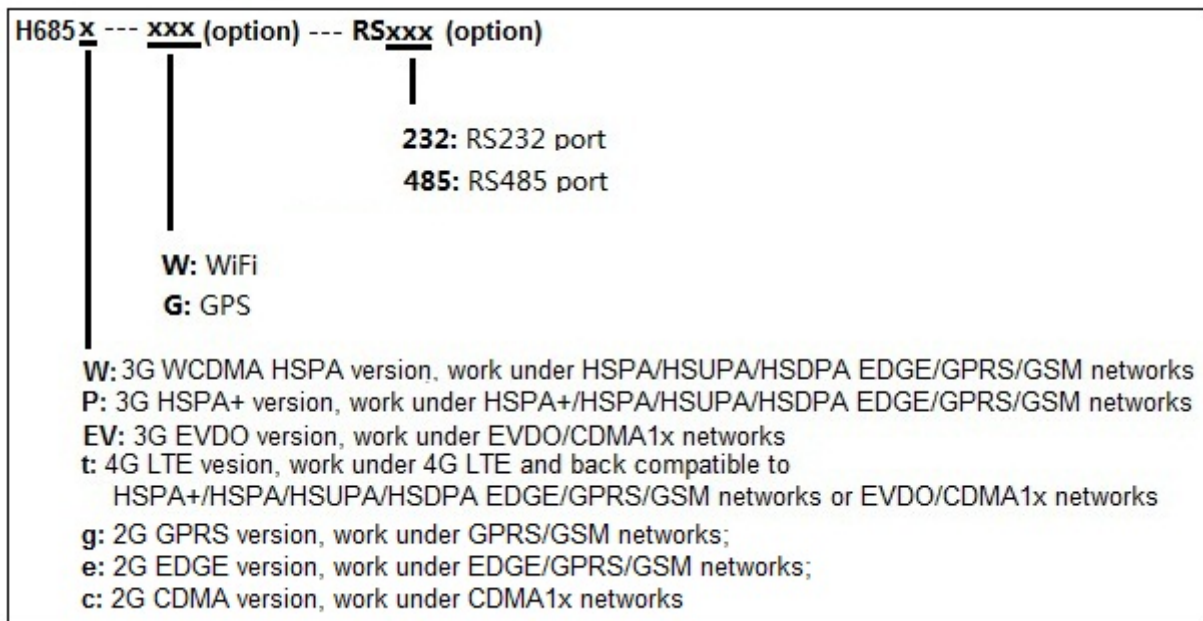 H685x --- xxx (option) --- RSxxx (option)
232: RS232 port
485: RS485 port
W: WiFi
G: GPS
W: 3G WCDMA HSPA version, work under HSPA/HSUPA/HSDPA EDGE/GPRS/GSM networks
P: 3G HSPA+ version, work under HSPA+/HSPA/HSUPA/HSDPA EDGE/GPRS/GSM networks
EV: 3G EVDO version, work under EVDO/CDMA1x networks
t: 4G LTE vesion, work under 4G LTE and back compatible to
HSPA+/HSPA/HSUPA/HSDPA EDGE/GPRS/GSM networks or EVDO/CDMA1x networks
g: 2G GPRS version, work under GPRS/GSM networks;
e: 2G EDGE version, work under EDGE/GPRS/GSM networks;
c: 2G CDMA version, work under CDMA1x networks